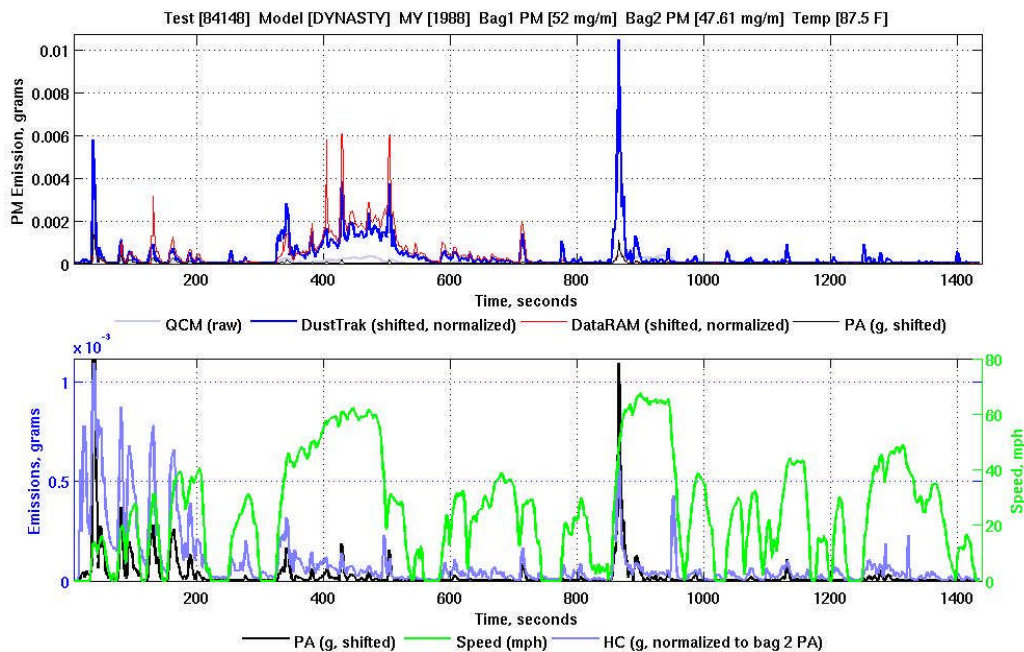 Test [84148] Model [DYNASTY] MY [1988] Bag1 PM [52 mg/m] Bag2 PM [47.61 mg/m] Temp [87.5 F]
PM Emission, grams
0.01
0.008
0.006
0.004
0.002
0
200 400 600 800 1000 1200 1400
Time, seconds
QCM (raw) DustTrak (shifted, normalized) DataRAM (shifted, normalized) PA (g, shifted)
x 10^-3
Emissions, grams
1
0.5
0
80
60
40
20
0
Speed, mph
200 400 600 800 1000 1200 1400
Time, seconds
PA (g, shifted) Speed (mph) HC (g, normalized to bag 2 PA)